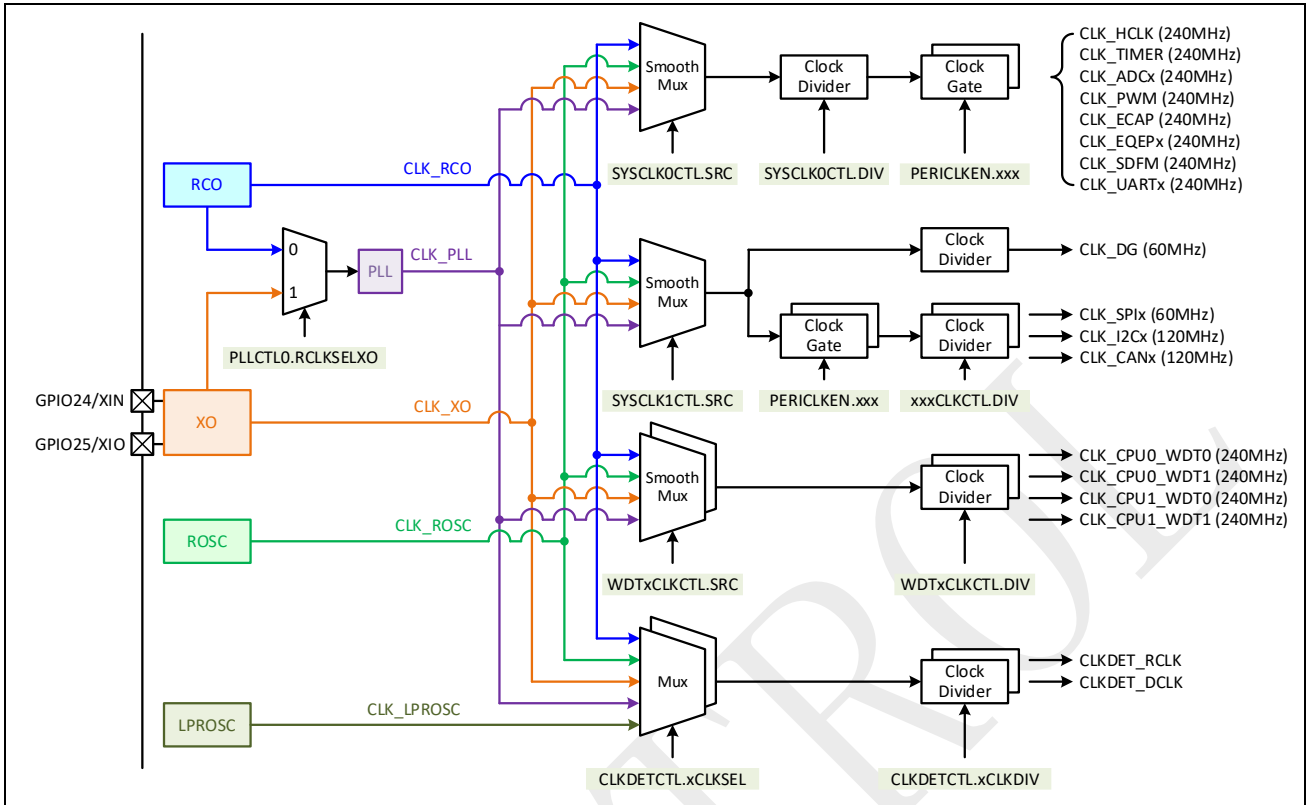 CLK_HCLK (240MHz)
CLK_TIMER (240MHz)
CLK_ADCx (240MHz)
CLK_PWM (240MHz)
CLK_ECAP (240MHz)
CLK_EQEPx (240MHz)
CLK_SDFM (240MHz)
CLK_UARTx (240MHz)
Smooth
Mux
Clock
Divider
Clock
Gate
SYSCLK0CTL.SRC
SYSCLK0CTL.DIV
PERICLKEN.xxx
RCO
CLK_RCO
0
1
PLL
CLK_PLL
PLLCTL0.RCLKSELXO
Smooth
Mux
Clock
Divider
CLK_DG (60MHz)
Clock
Gate
Clock
Divider
CLK_SPIx (60MHz)
CLK_I2Cx (120MHz)
CLK_CANx (120MHz)
SYSCLK1CTL.SRC
PERICLKEN.xxx
xxxCLKCTL.DIV
GPIO24/XIN
GPIO25/XIO
XO
CLK_XO
Smooth
Mux
Clock
Divider
CLK_CPU0_WDT0 (240MHz)
CLK_CPU0_WDT1 (240MHz)
CLK_CPU1_WDT0 (240MHz)
CLK_CPU1_WDT1 (240MHz)
ROSC
CLK_ROSC
WDTxCLKCTL.SRC
WDTxCLKCTL.DIV
Mux
Clock
Divider
CLKDET_RCLK
CLKDET_DCLK
LPROSC
CLK_LPROSC
CLKDETCTL.xCLKSEL
CLKDETCTL.xCLKDIV
TROL